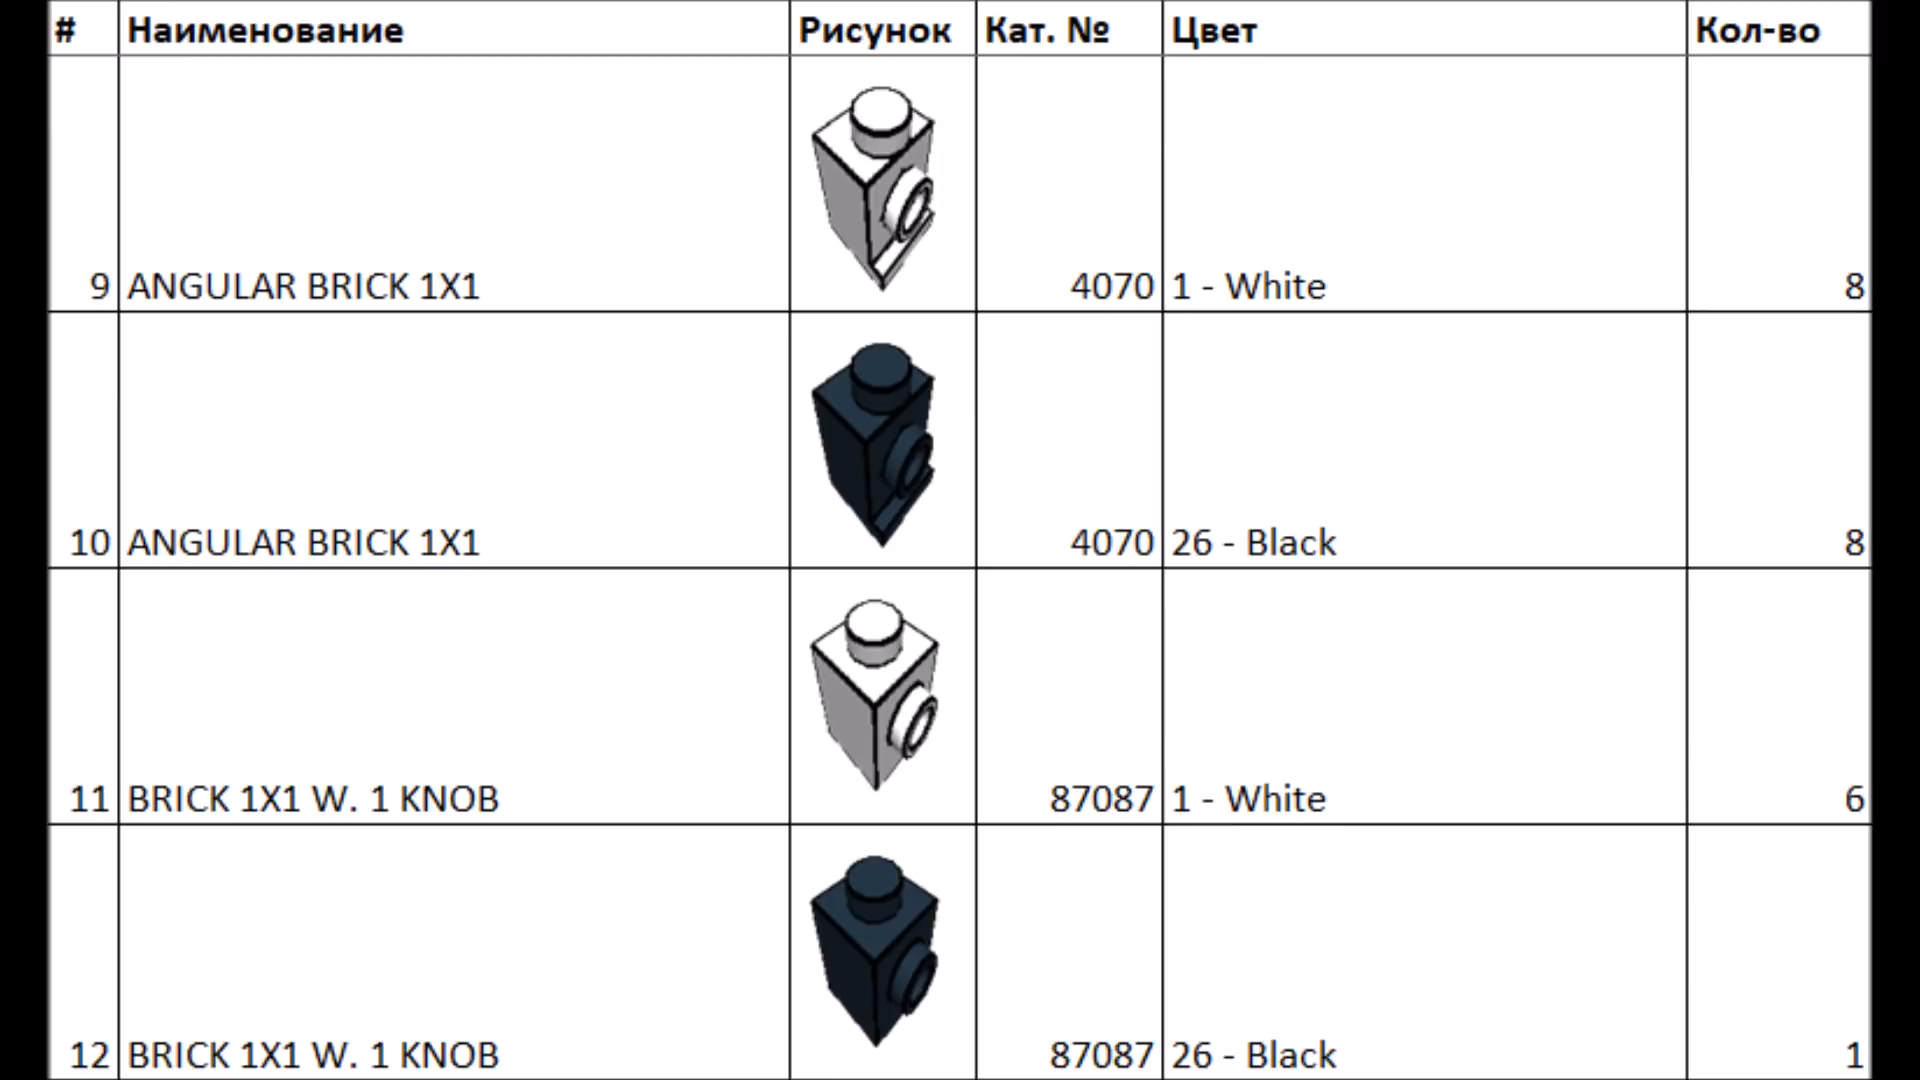 # Наименование Рисунок Кат. № Цвет Кол-во
9 ANGULAR BRICK 1X1 4070 1 - White 8
10 ANGULAR BRICK 1X1 4070 26 - Black 8
11 BRICK 1X1 W. 1 KNOB 87087 1 - White 6
12 BRICK 1X1 W. 1 KNOB 87087 26 - Black 1